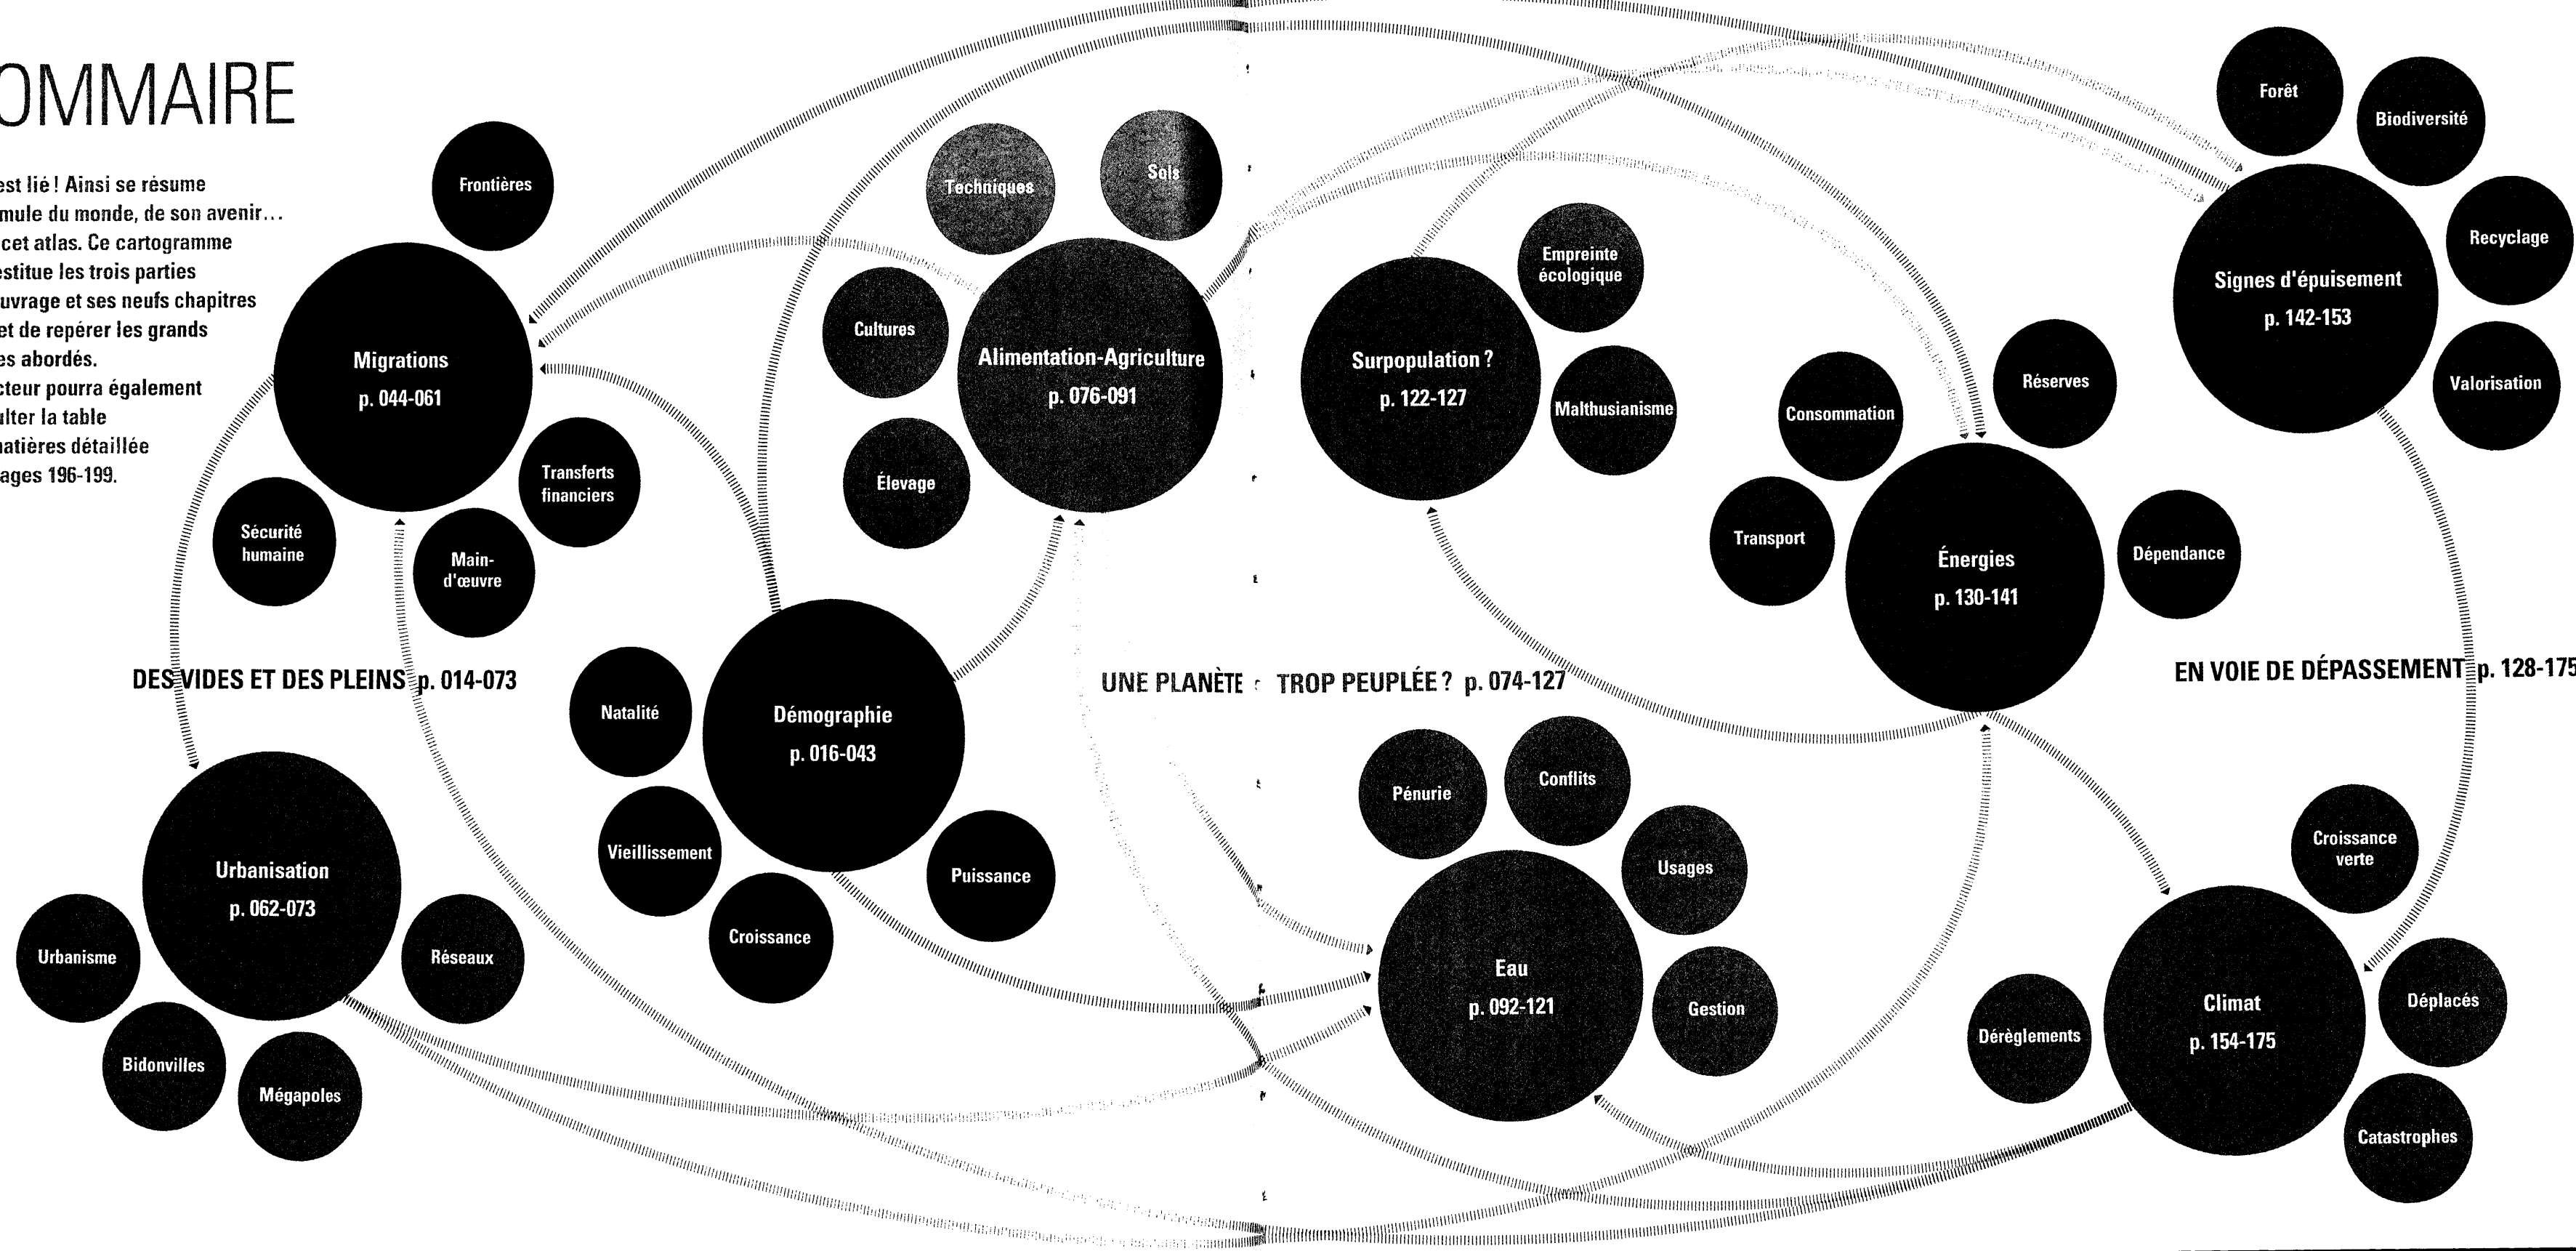 OMMAIRE
est lié ! Ainsi se résume
mule du monde, de son avenir...
cet atlas. Ce cartogramme
estitue les trois parties
uvrage et ses neufs chapitres
et de repérer les grands
es abordés.
cteur pourra également
ulter la table
natières détaillée
ages 196-199.
Frontières
Migrations
p. 044-061
Transferts
financiers
Sécurité
humaine
Main-
d'œuvre
DES VIDES ET DES PLEINS p. 014-073
Urbanisation
p. 062-073
Urbanisme
Bidonvilles
Mégapoles
Réseaux
Natalité
Démographie
p. 016-043
Vieillissement
Croissance
Puissance
Techniques
Sols
Cultures
Alimentation-Agriculture
p. 076-091
Élevage
Empreinte
écologique
Surpopulation ?
p. 122-127
Malthusianisme
UNE PLANÈTE TROP PEUPLÉE ? p. 074-127
Pénurie
Conflits
Usages
Eau
p. 092-121
Gestion
Forêt
Biodiversité
Recyclage
Signes d'épuisement
p. 142-153
Valorisation
Réserves
Consommation
Transport
Énergies
p. 130-141
Dépendance
EN VOIE DE DÉPASSEMENT p. 128-175
Croissance
verte
Climat
p. 154-175
Déplacés
Dérèglements
Catastrophes